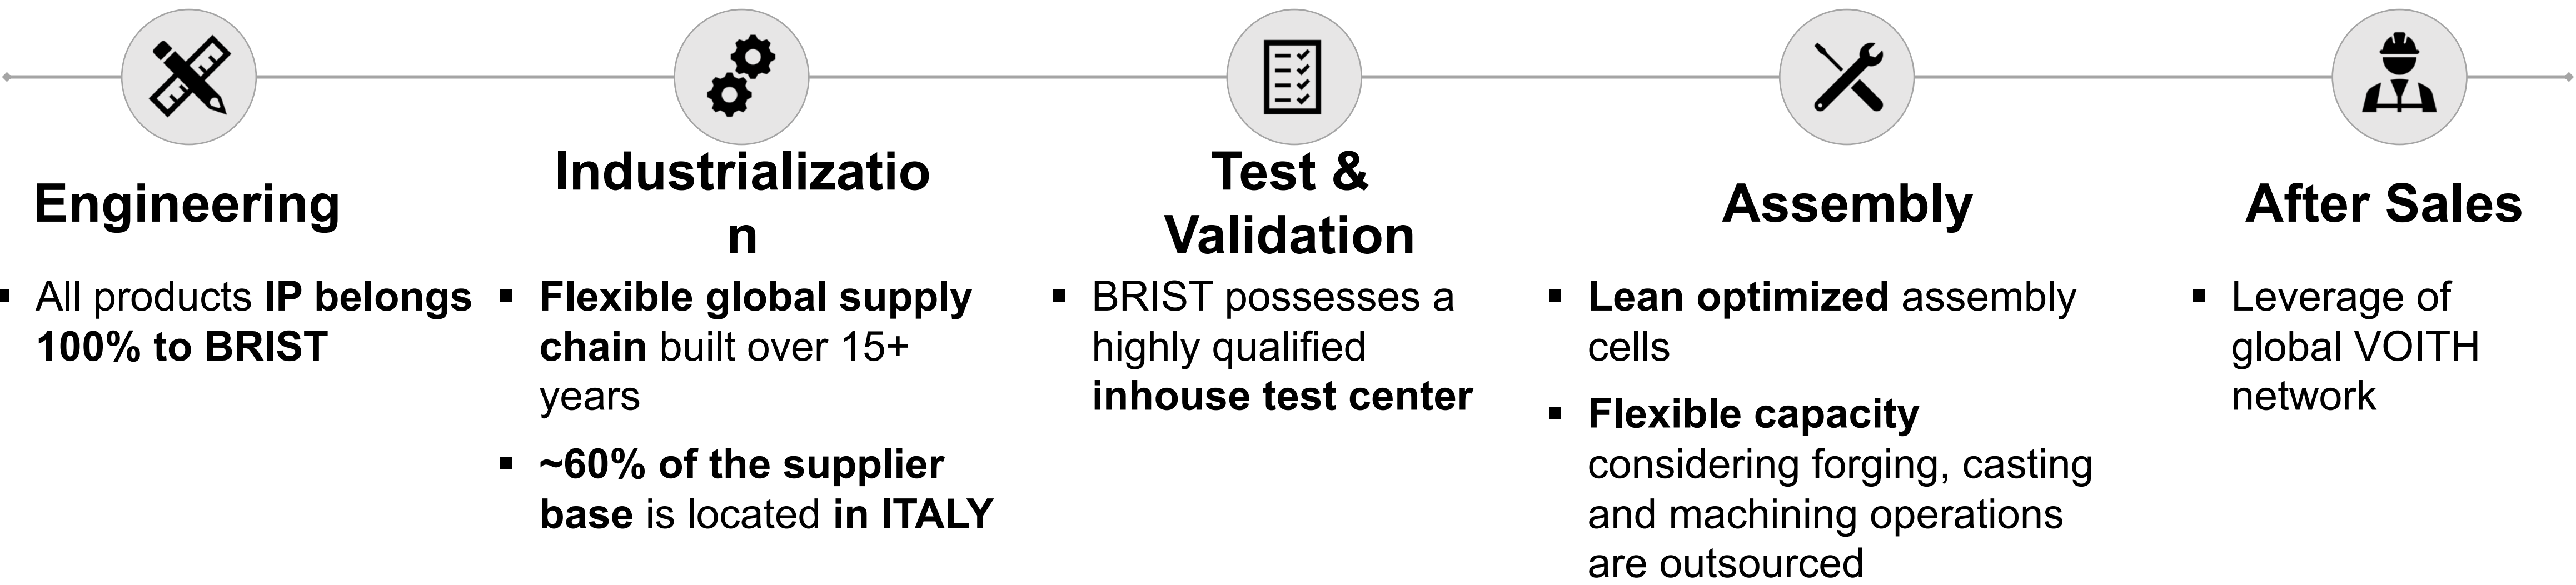 Engineering
▪ All products IP belongs
100% to BRIST
Industrializatio
n
▪ Flexible global supply
chain built over 15+
years
▪ ~60% of the supplier
base is located in ITALY
Test &
Validation
▪ BRIST possesses a
highly qualified
inhouse test center
Assembly
▪ Lean optimized assembly
cells
▪ Flexible capacity
considering forging, casting
and machining operations
are outsourced
After Sales
▪ Leverage of
global VOITH
network